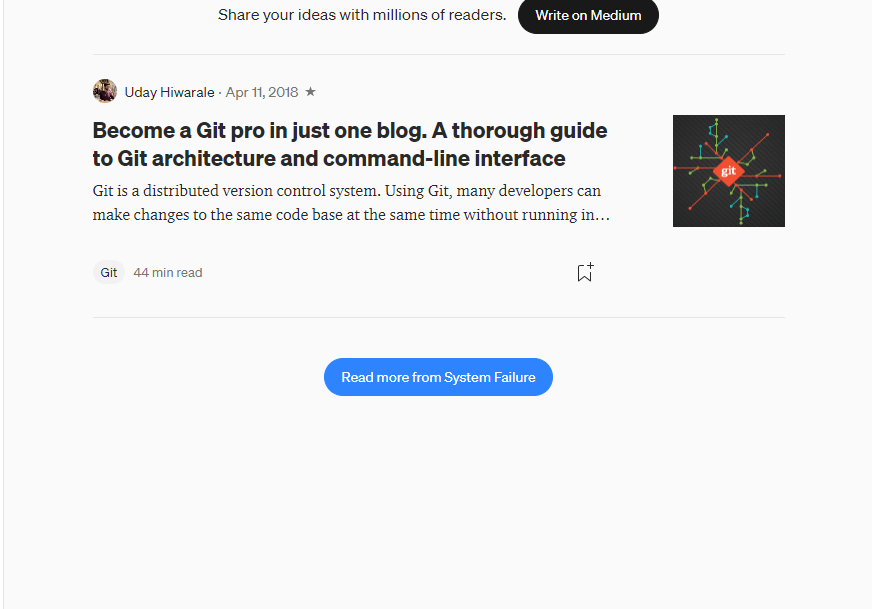 Share your ideas with millions of readers. Write on Medium
Uday Hiwarale · Apr 11, 2018 ★
Become a Git pro in just one blog. A thorough guide
to Git architecture and command-line interface
Git is a distributed version control system. Using Git, many developers can
make changes to the same code base at the same time without running in…
git
Git 44 min read
Read more from System Failure